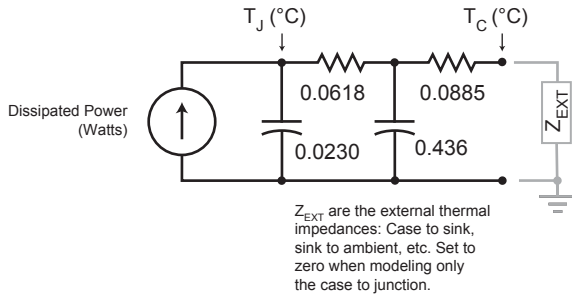 T_J (°C)
T_C (°C)
0.0618
0.0885
Dissipated Power
(Watts)
Z_EXT
0.0230
0.436
Z_EXT are the external thermal
impedances: Case to sink,
sink to ambient, etc. Set to
zero when modeling only
the case to junction.